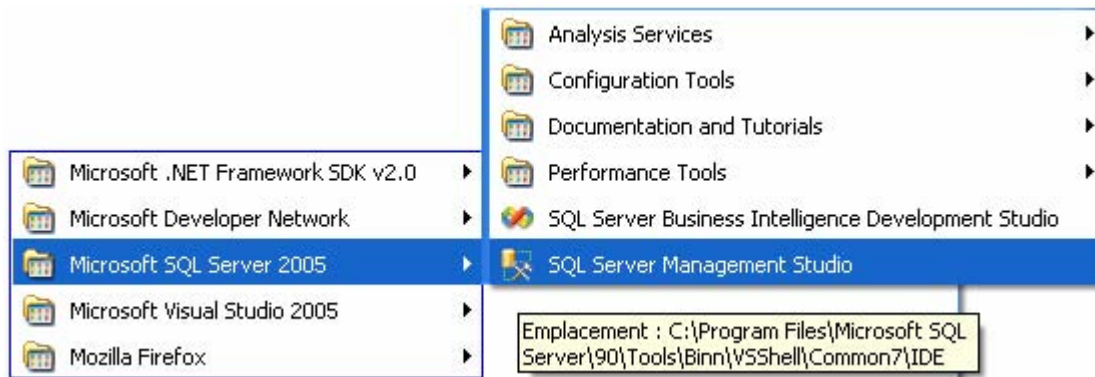 Analysis Services
Configuration Tools
Documentation and Tutorials
Performance Tools
SQL Server Business Intelligence Development Studio
SQL Server Management Studio
Microsoft .NET Framework SDK v2.0
Microsoft Developer Network
Microsoft SQL Server 2005
Microsoft Visual Studio 2005
Mozilla Firefox
Emplacement : C:\Program Files\Microsoft SQL
Server\90\Tools\Binn\VSShell\Common7\IDE